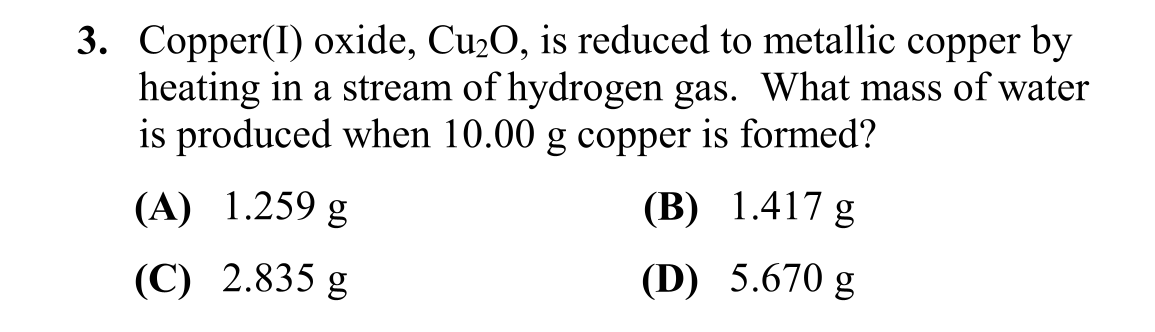 3. Copper(I) oxide, Cu₂O, is reduced to metallic copper by
heating in a stream of hydrogen gas. What mass of water
is produced when 10.00 g copper is formed?
(A) 1.259 g (B) 1.417 g
(C) 2.835 g (D) 5.670 g